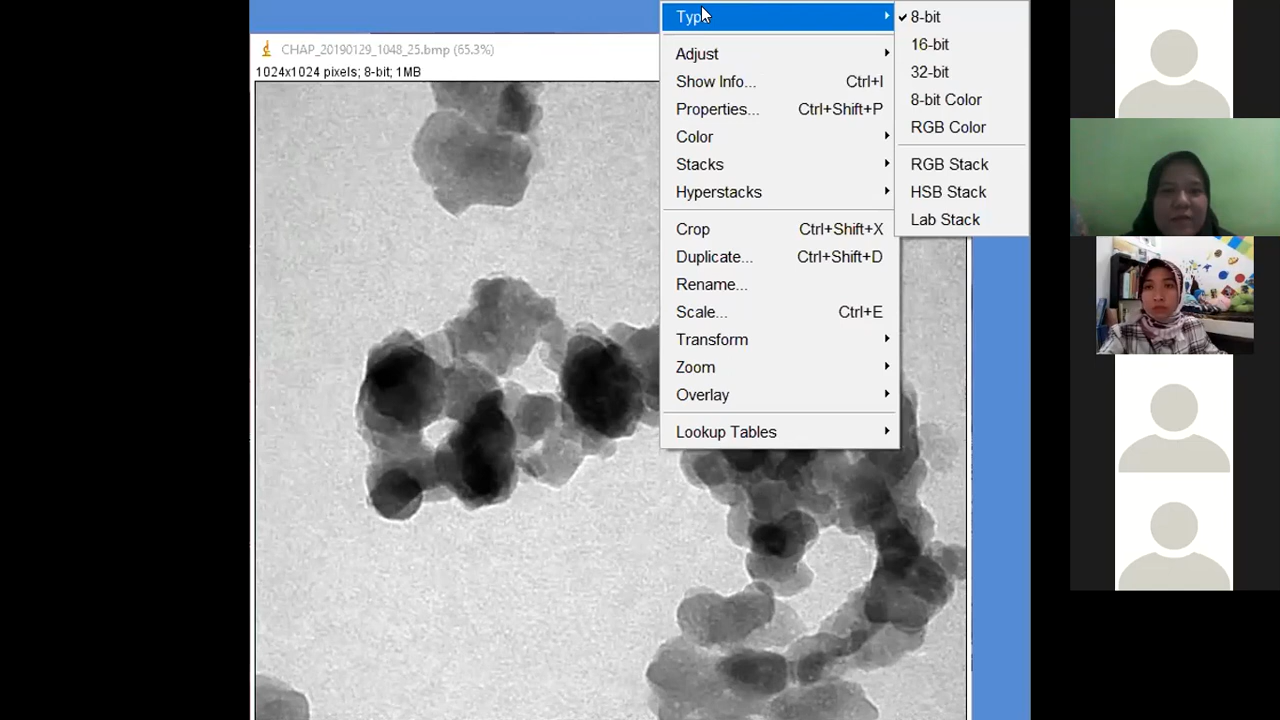 CHAP_20190129_1048_25.bmp (65.3%)
1024x1024 pixels; 8-bit; 1MB
Adjust
Show Info... Ctrl+I
Properties... Ctrl+Shift+P
Color
Stacks
Hyperstacks
Crop Ctrl+Shift+X
Duplicate... Ctrl+Shift+D
Rename...
Scale... Ctrl+E
Transform
Zoom
Overlay
Lookup Tables
8-bit
16-bit
32-bit
8-bit Color
RGB Color
RGB Stack
HSB Stack
Lab Stack